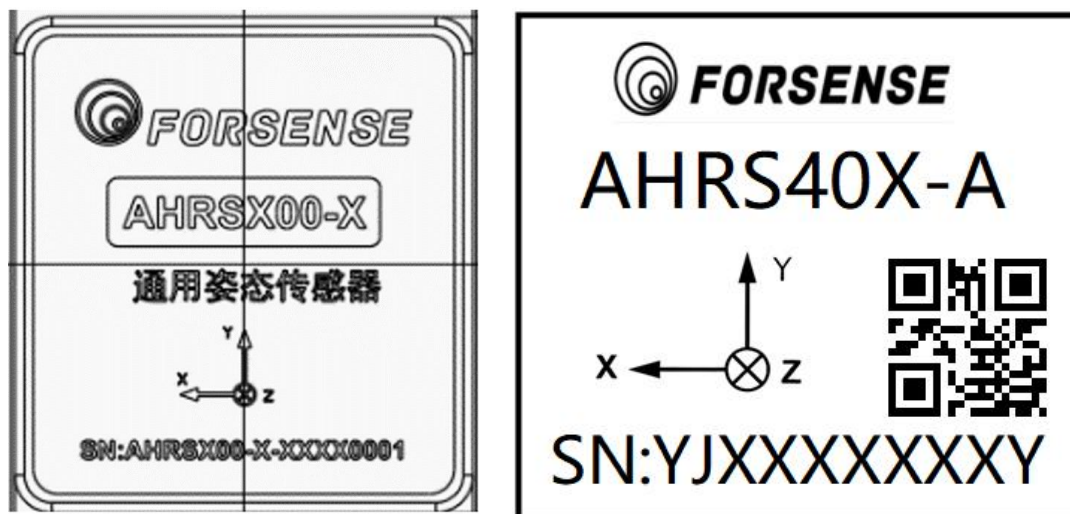 FORSENSE
AHRSX00-X
通用姿态传感器
Y
X
Z
SN:AHRSX00-X-XXXX0001
FORSENSE
AHRS40X-A
Y
X
Z
SN:YJXXXXXXXY